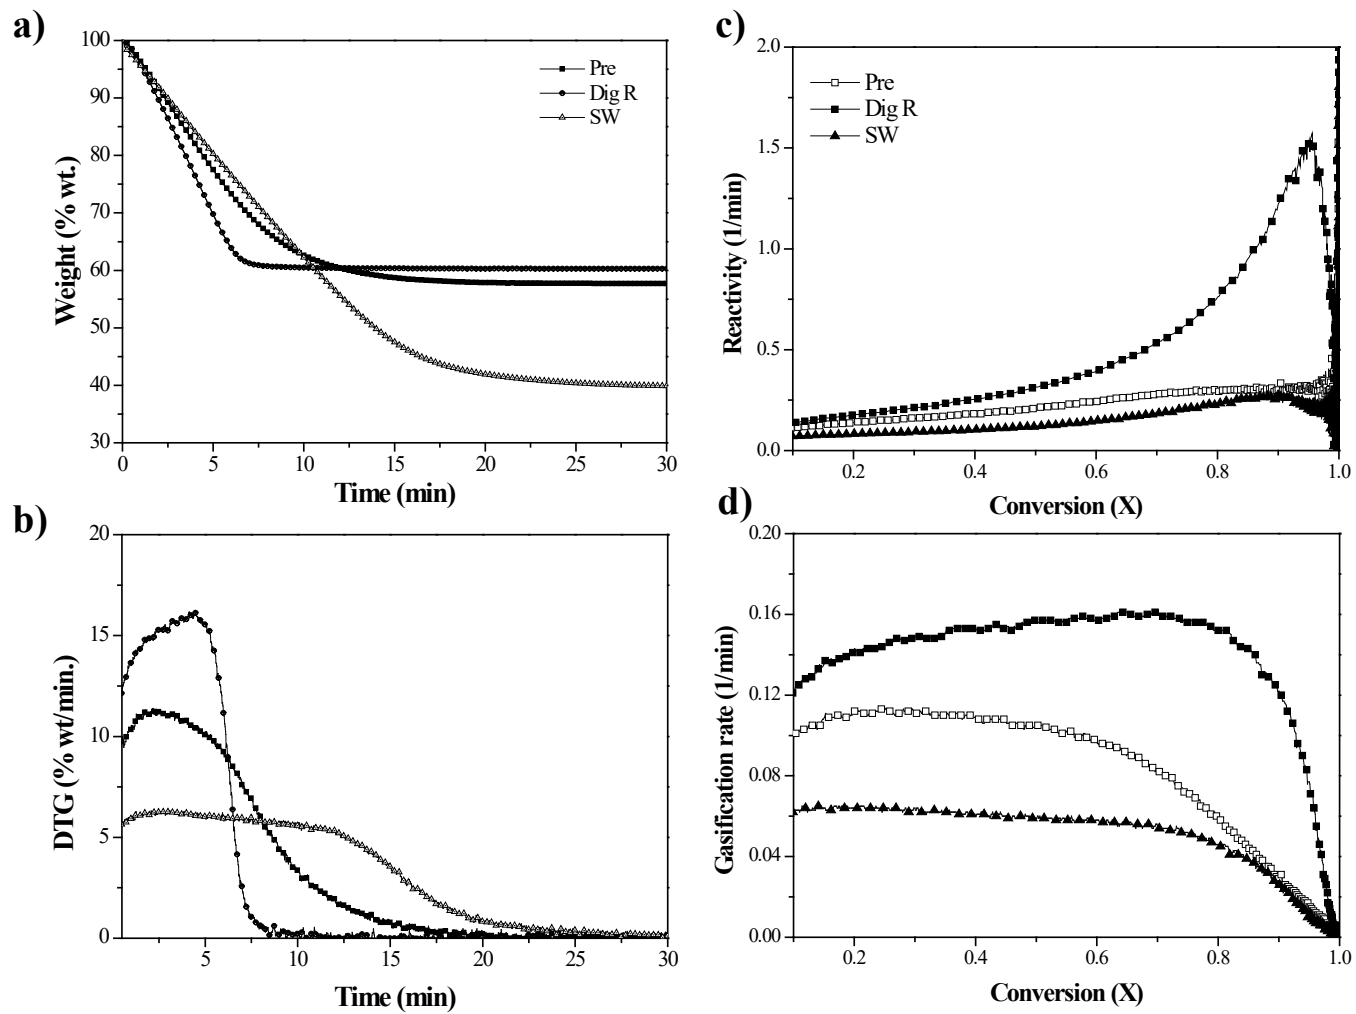 a)
100
90
80
70
60
50
40
30
Weight (% wt.)
Pre
Dig R
SW
0 5 10 15 20 25 30
Time (min)
b)
20
15
10
5
0
DTG (% wt/min.)
5 10 15 20 25 30
Time (min)
c)
2.0
1.5
1.0
0.5
0.0
Reactivity (1/min)
Pre
Dig R
SW
0.2 0.4 0.6 0.8 1.0
Conversion (X)
d)
0.20
0.16
0.12
0.08
0.04
0.00
Gasification rate (1/min)
0.2 0.4 0.6 0.8 1.0
Conversion (X)